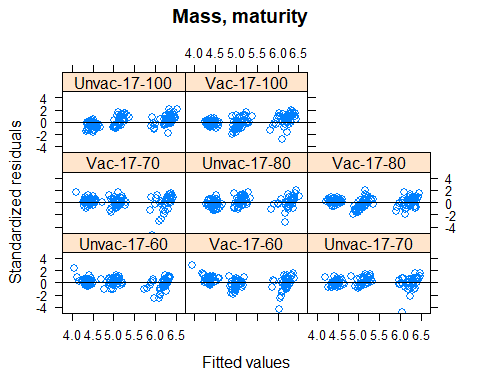 Mass, maturity
4.0 4.5 5.0 5.5 6.0 6.5
Unvac-17-100 Vac-17-100
4
2
0
-2
-4
Vac-70 Unvac-17-80 Vac-17-80
4
2
0
-2
-4
Unvac-17-60 Vac-17-60 Unvac-17-70
4
2
0
-2
-4
4.0 4.5 5.0 5.5 6.0 6.5 4.0 4.5 5.0 5.5 6.0 6.5
Standardized residuals
Fitted values